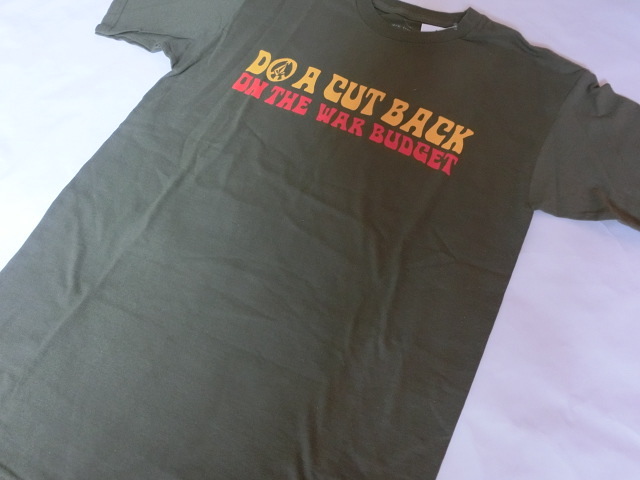 DO A CUT BACK
ON THE WAR BUDGET